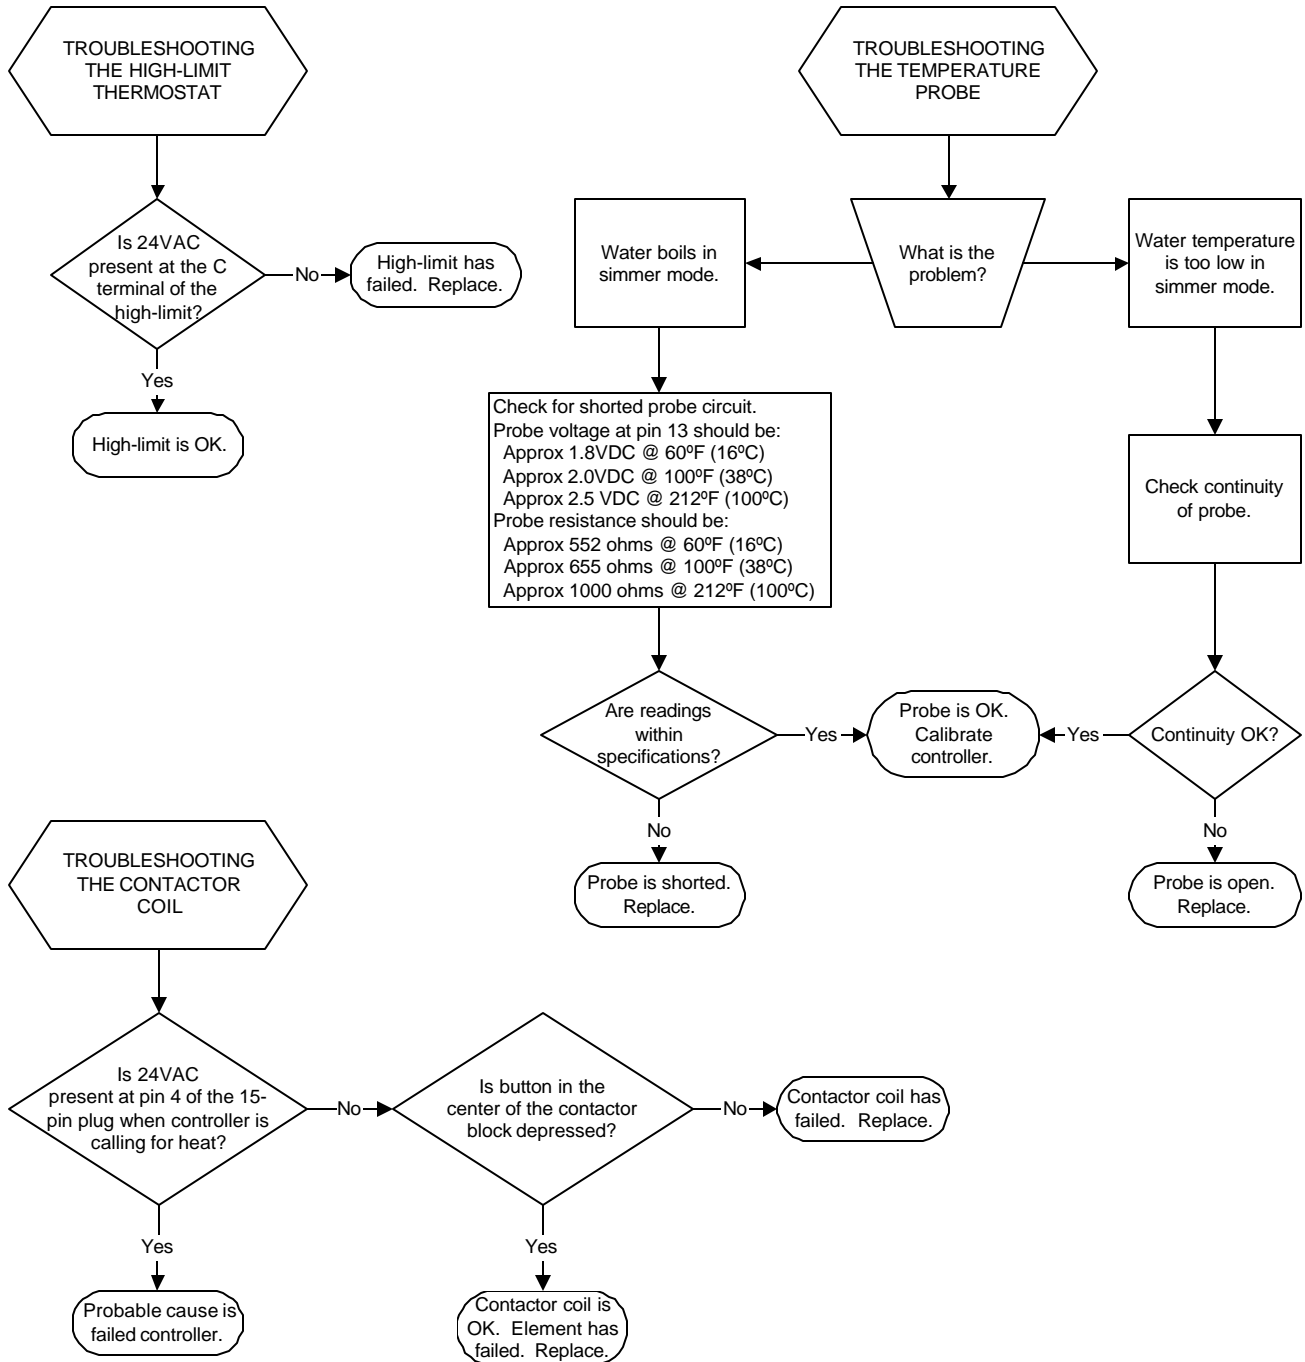 TROUBLESHOOTING
THE HIGH-LIMIT
THERMOSTAT
Is 24VAC
present at the C
terminal of the
high-limit?
No
High-limit has
failed.  Replace.
Yes
High-limit is OK.
TROUBLESHOOTING
THE TEMPERATURE
PROBE
What is the
problem?
Water boils in
simmer mode.
Water temperature
is too low in
simmer mode.
Check for shorted probe circuit.
Probe voltage at pin 13 should be:
Approx 1.8VDC @ 60ºF (16ºC)
Approx 2.0VDC @ 100ºF (38ºC)
Approx 2.5 VDC @ 212ºF (100ºC)
Probe resistance should be:
Approx 552 ohms @ 60ºF (16ºC)
Approx 655 ohms @ 100ºF (38ºC)
Approx 1000 ohms @ 212ºF (100ºC)
Check continuity
of probe.
Are readings
within
specifications?
Yes
Probe is OK.
Calibrate
controller.
Yes
Continuity OK?
No
Probe is shorted.
Replace.
No
Probe is open.
Replace.
TROUBLESHOOTING
THE CONTACTOR
COIL
Is 24VAC
present at pin 4 of the 15-
pin plug when controller is
calling for heat?
No
Is button in the
center of the contactor
block depressed?
No
Contactor coil has
failed.  Replace.
Yes
Probable cause is
failed controller.
Yes
Contactor coil is
OK.  Element has
failed.  Replace.